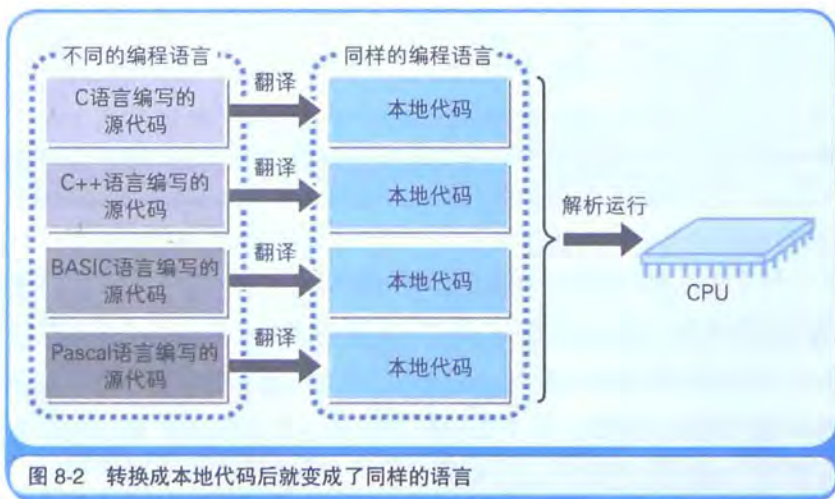 不同的编程语言
同样的编程语言
C语言编写的
源代码
翻译
本地代码
C++语言编写的
源代码
翻译
本地代码
BASIC语言编写的
源代码
翻译
本地代码
Pascal语言编写的
源代码
翻译
本地代码
解析运行
CPU
图 8-2 转换成本地代码后就变成了同样的语言